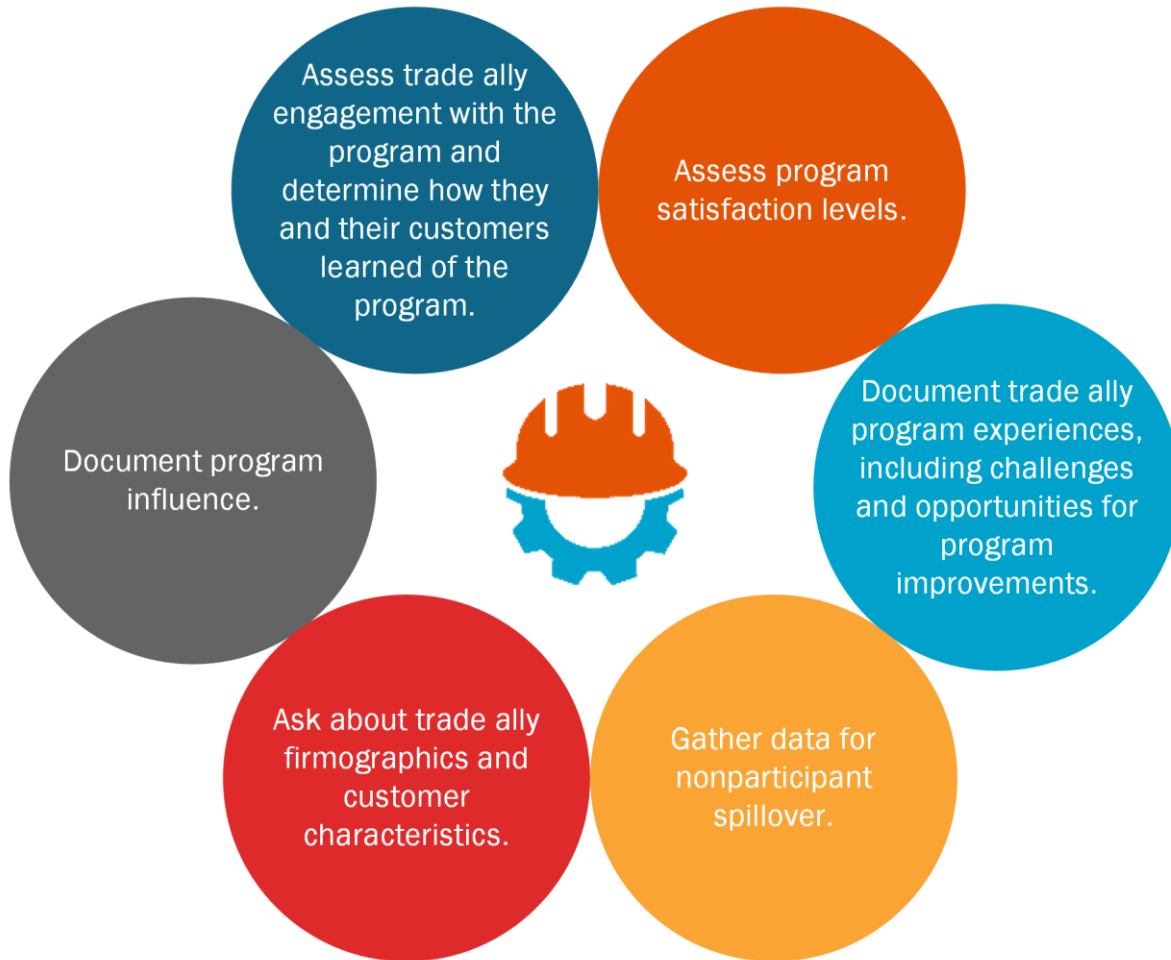 Assess trade ally
engagement with the
program and
determine how they
and their customers
learned of the
program.
Assess program
satisfaction levels.
Document trade ally
program experiences,
including challenges
and opportunities for
program
improvements.
Gather data for
nonparticipant
spillover.
Ask about trade ally
firmographics and
customer
characteristics.
Document program
influence.